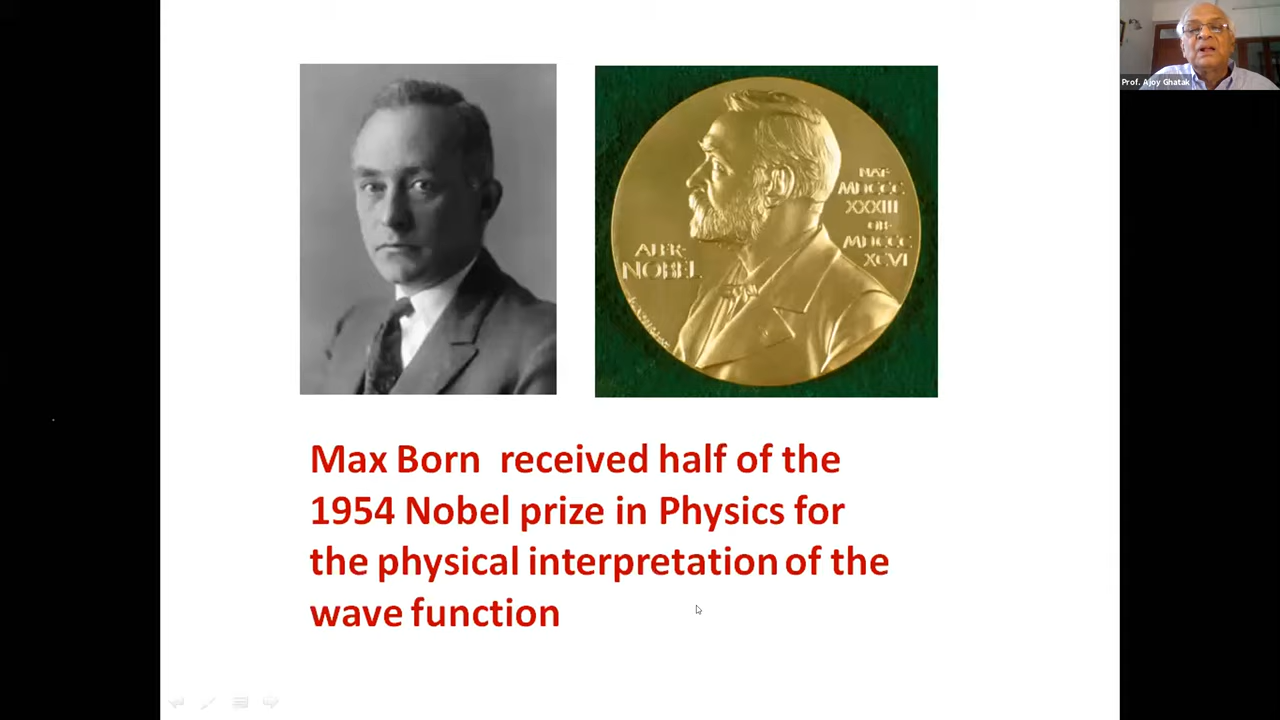 Prof. Ajoy Ghatak
NAT-
MDCCC
XXXIII
OB-
MDCCC
XCVI
ALFR-
NOBEL
Max Born received half of the
1954 Nobel prize in Physics for
the physical interpretation of the
wave function